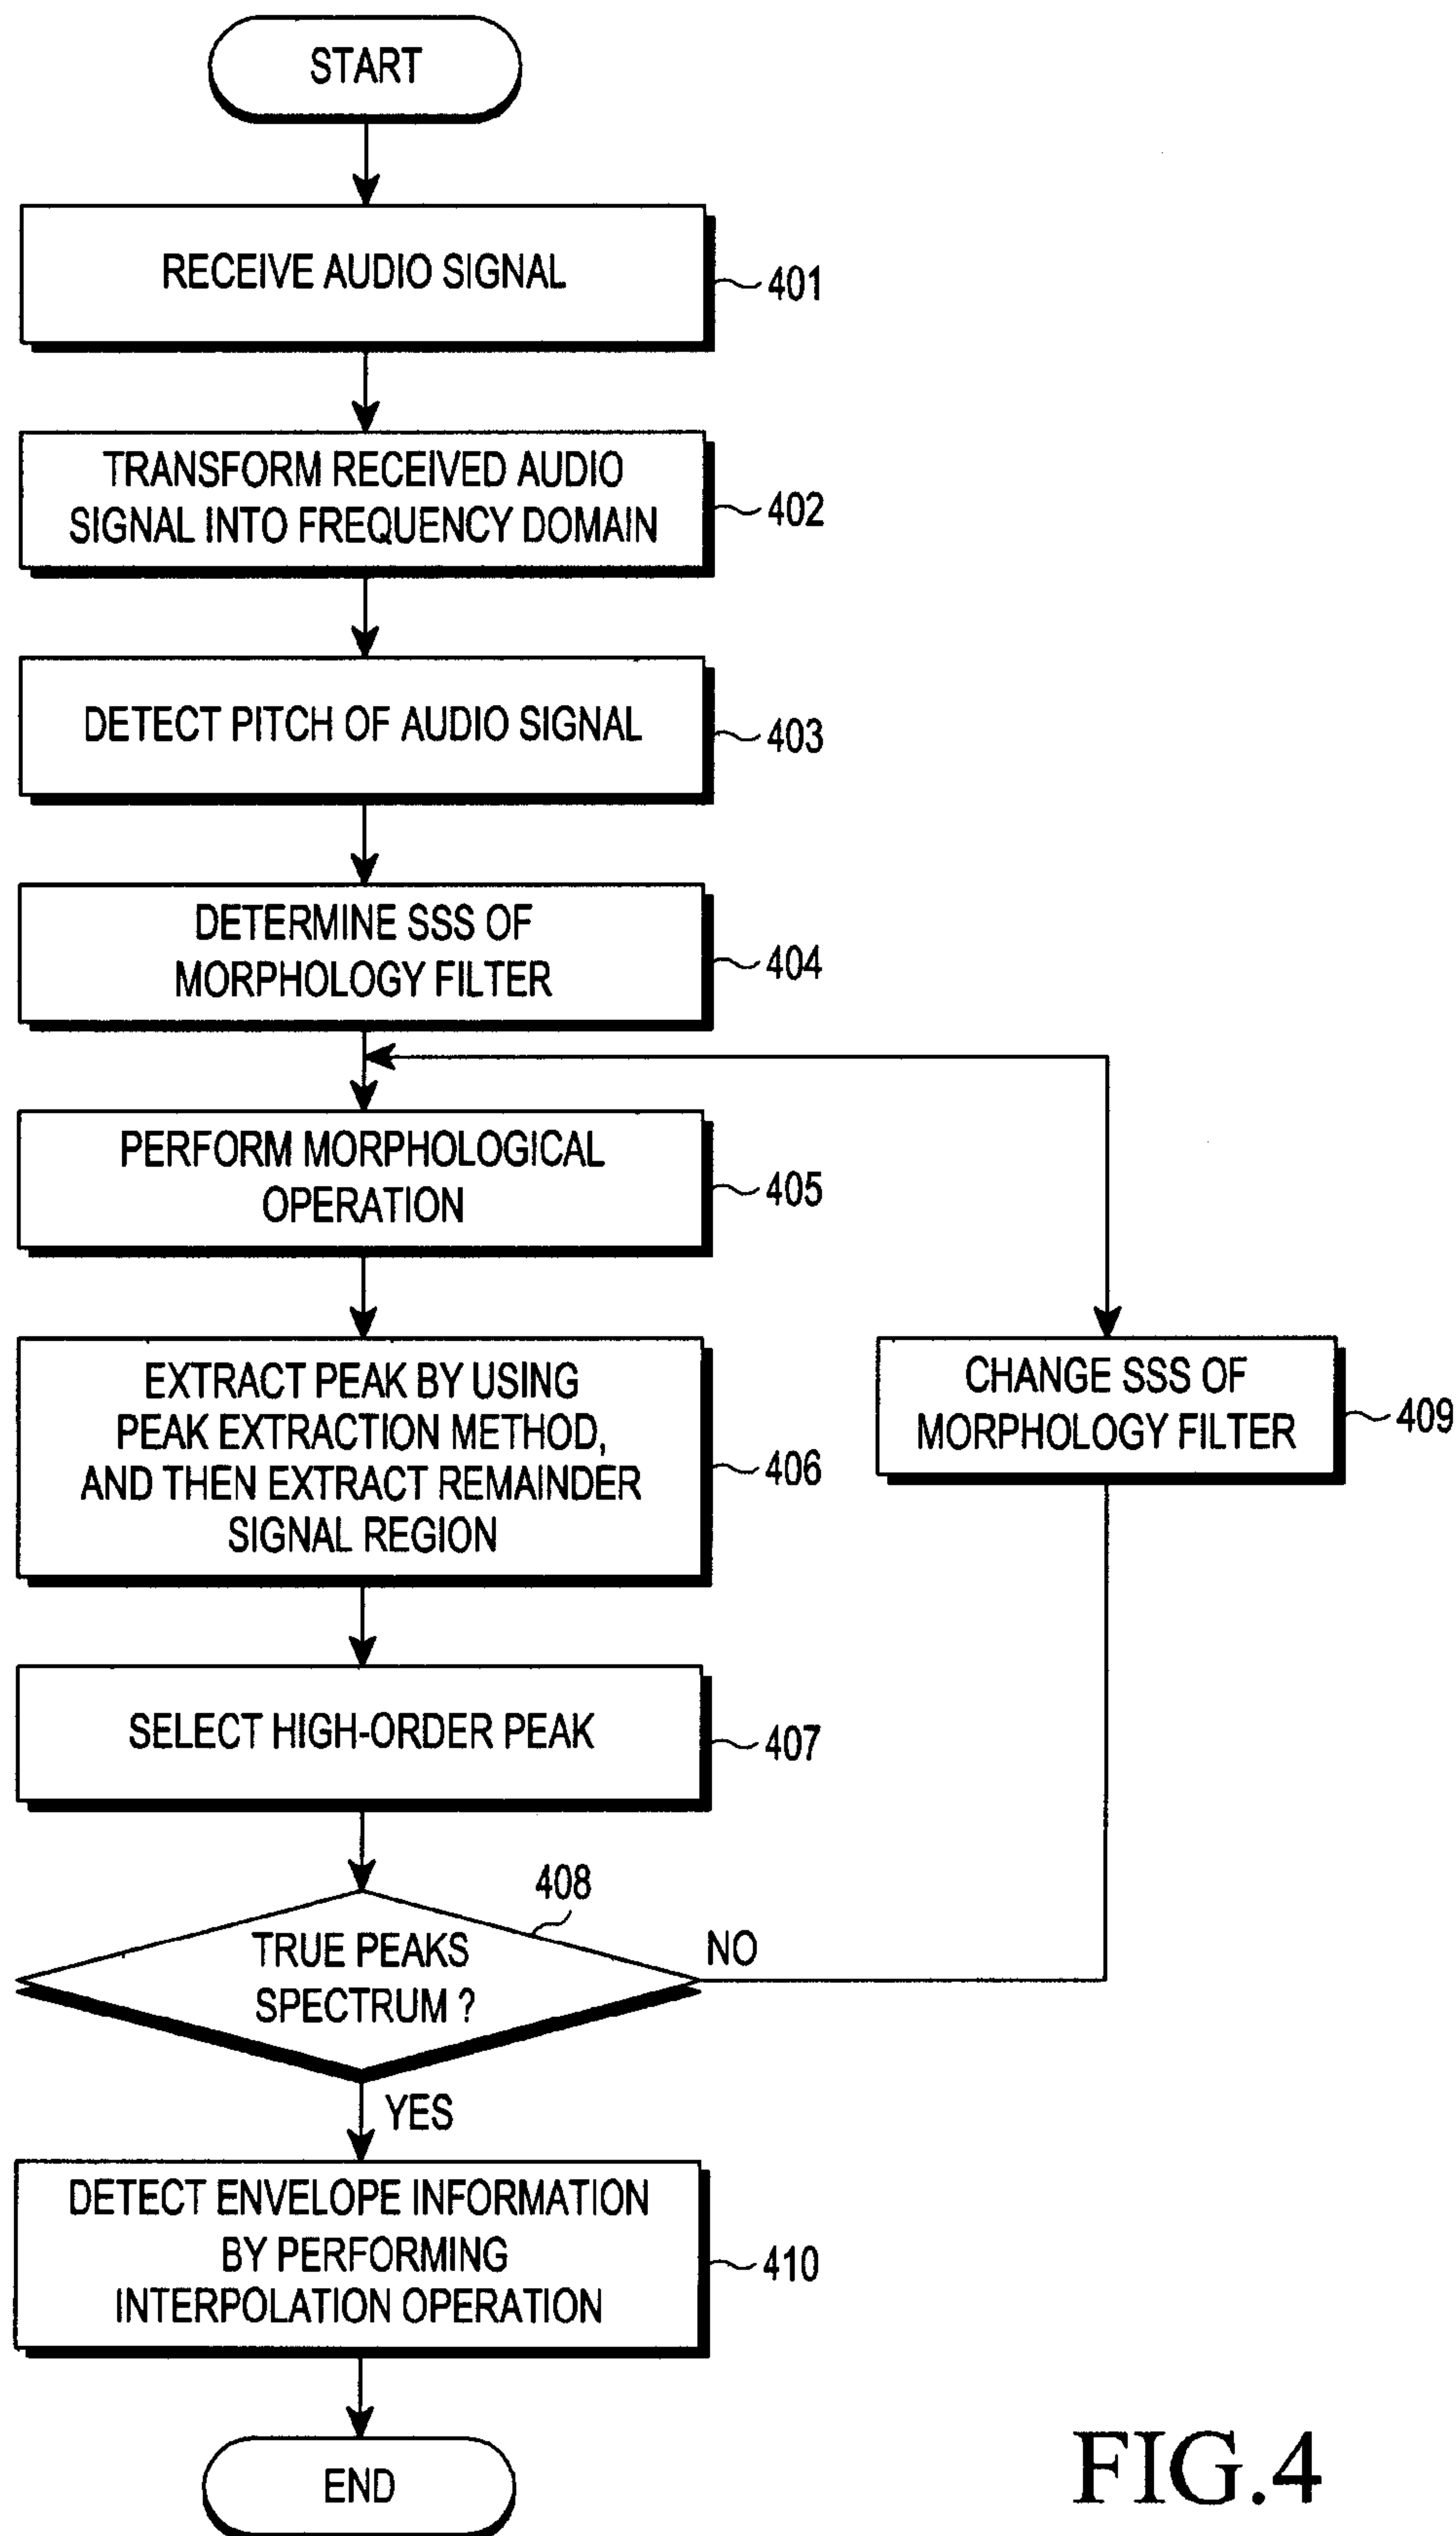 START
RECEIVE AUDIO SIGNAL
401
TRANSFORM RECEIVED AUDIO
SIGNAL INTO FREQUENCY DOMAIN
402
DETECT PITCH OF AUDIO SIGNAL
403
DETERMINE SSS OF
MORPHOLOGY FILTER
404
PERFORM MORPHOLOGICAL
OPERATION
405
EXTRACT PEAK BY USING
PEAK EXTRACTION METHOD,
AND THEN EXTRACT REMAINDER
SIGNAL REGION
406
CHANGE SSS OF
MORPHOLOGY FILTER
409
SELECT HIGH-ORDER PEAK
407
408
TRUE PEAKS
SPECTRUM ?
NO
YES
DETECT ENVELOPE INFORMATION
BY PERFORMING
INTERPOLATION OPERATION
410
END
FIG.4